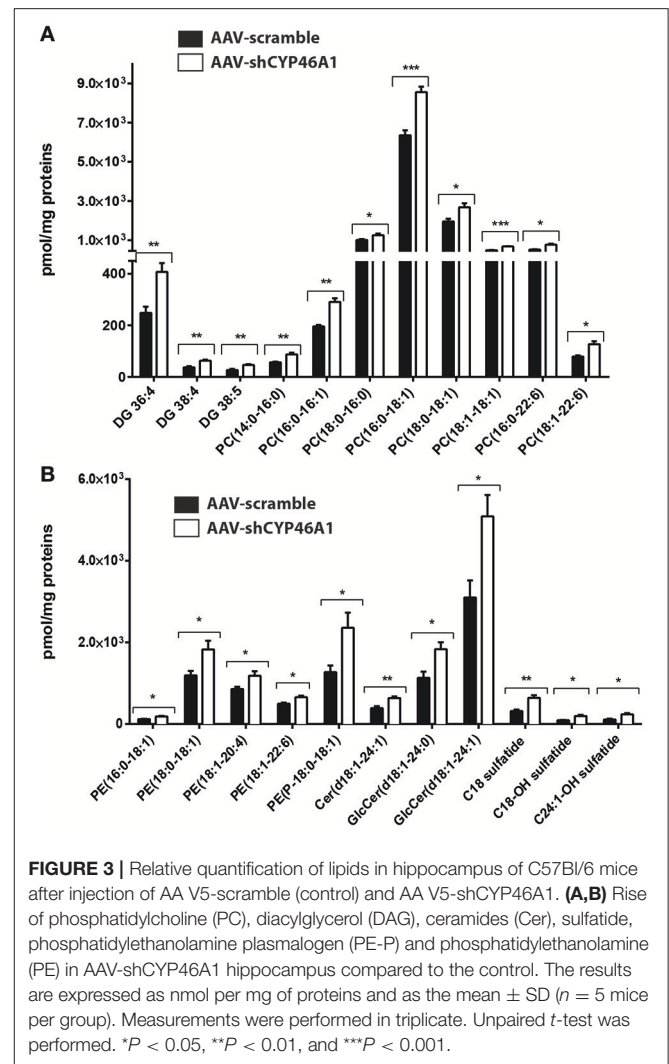 A
AAV-scramble
AAV-shCYP46A1
pmol/mg proteins
9.0×10³
7.0×10³
5.0×10³
3.0×10³
1.0×10³
400
200
0
**
**
**
**
**
*
***
*
***
*
*
DG 36:4
DG 38:4
DG 38:5
PC(14:0-16:0)
PC(16:0-16:1)
PC(18:0-16:0)
PC(16:0-18:1)
PC(18:0-18:1)
PC(18:1-18:1)
PC(16:0-22:6)
PC(18:1-22:6)
B
AAV-scramble
AAV-shCYP46A1
pmol/mg proteins
6.0×10³
4.0×10³
2.0×10³
0
*
*
*
*
*
**
*
*
**
*
*
PE(16:0-18:1)
PE(18:0-18:1)
PE(18:1-20:4)
PE(18:1-22:6)
PE(P-18:0-18:1)
Cer(d18:1-24:1)
GlcCer(d18:1-24:0)
GlcCer(d18:1-24:1)
C18 sulfatide
C18-OH sulfatide
C24:1-OH sulfatide
FIGURE 3 | Relative quantification of lipids in hippocampus of C57Bl/6 mice
after injection of AA V5-scramble (control) and AA V5-shCYP46A1. (A,B) Rise
of phosphatidylcholine (PC), diacylglycerol (DAG), ceramides (Cer), sulfatide,
phosphatidylethanolamine plasmalogen (PE-P) and phosphatidylethanolamine
(PE) in AAV-shCYP46A1 hippocampus compared to the control. The results
are expressed as nmol per mg of proteins and as the mean ± SD (n = 5 mice
per group). Measurements were performed in triplicate. Unpaired t-test was
performed. *P < 0.05, **P < 0.01, and ***P < 0.001.